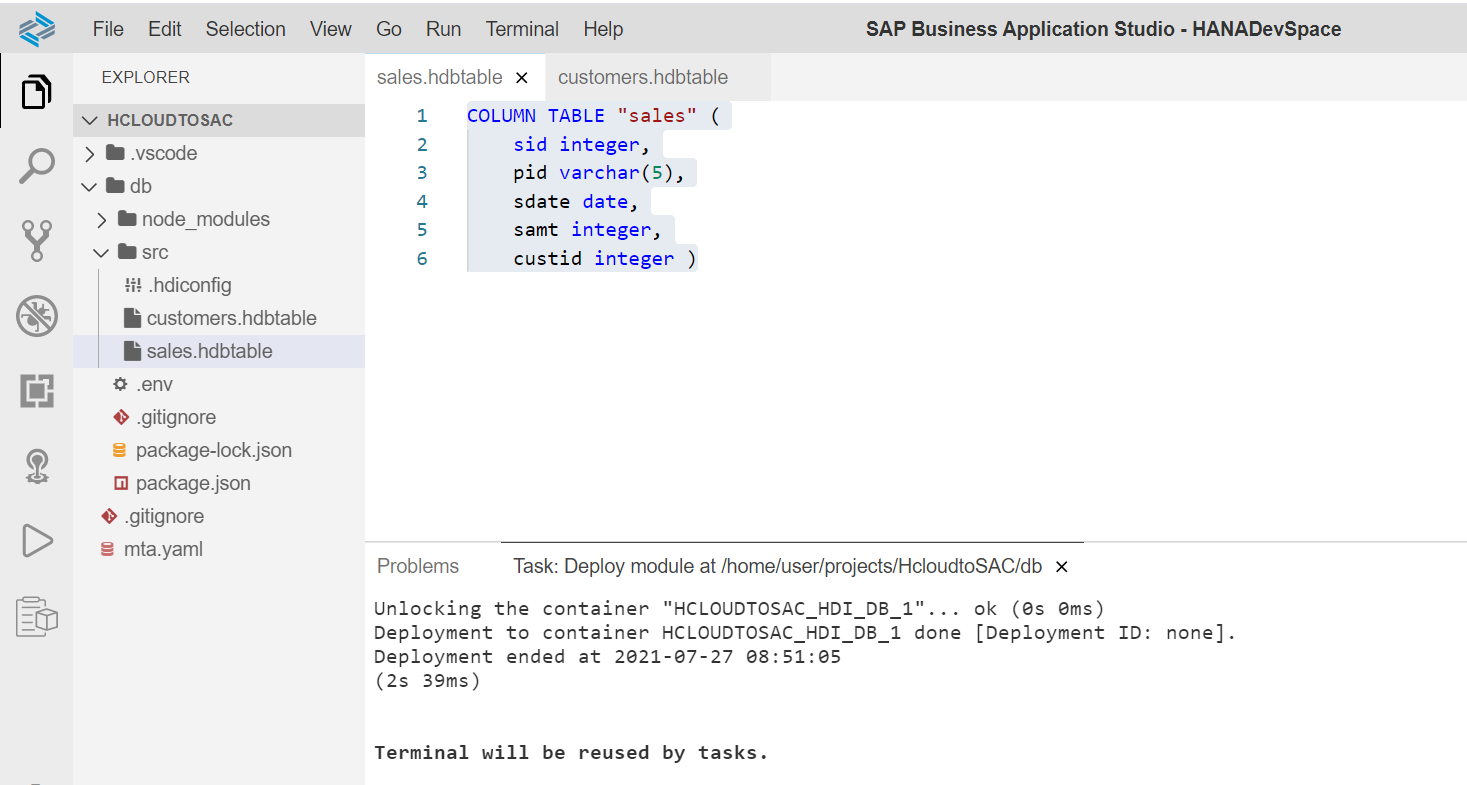 File Edit Selection View Go Run Terminal Help SAP Business Application Studio - HANADevSpace
EXPLORER
HCLOUDTOSAC
.vscode
db
node_modules
src
.hdiconfig
customers.hdbtable
sales.hdbtable
.env
.gitignore
package-lock.json
package.json
.gitignore
mta.yaml
sales.hdbtable × customers.hdbtable
1 COLUMN TABLE "sales" (
2 sid integer,
3 pid varchar(5),
4 sdate date,
5 samt integer,
6 custid integer )
Problems Task: Deploy module at /home/user/projects/HcloudtoSAC/db ×
Unlocking the container "HCLOUDTOSAC_HDI_DB_1"... ok (0s 0ms)
Deployment to container HCLOUDTOSAC_HDI_DB_1 done [Deployment ID: none].
Deployment ended at 2021-07-27 08:51:05
(2s 39ms)
Terminal will be reused by tasks.